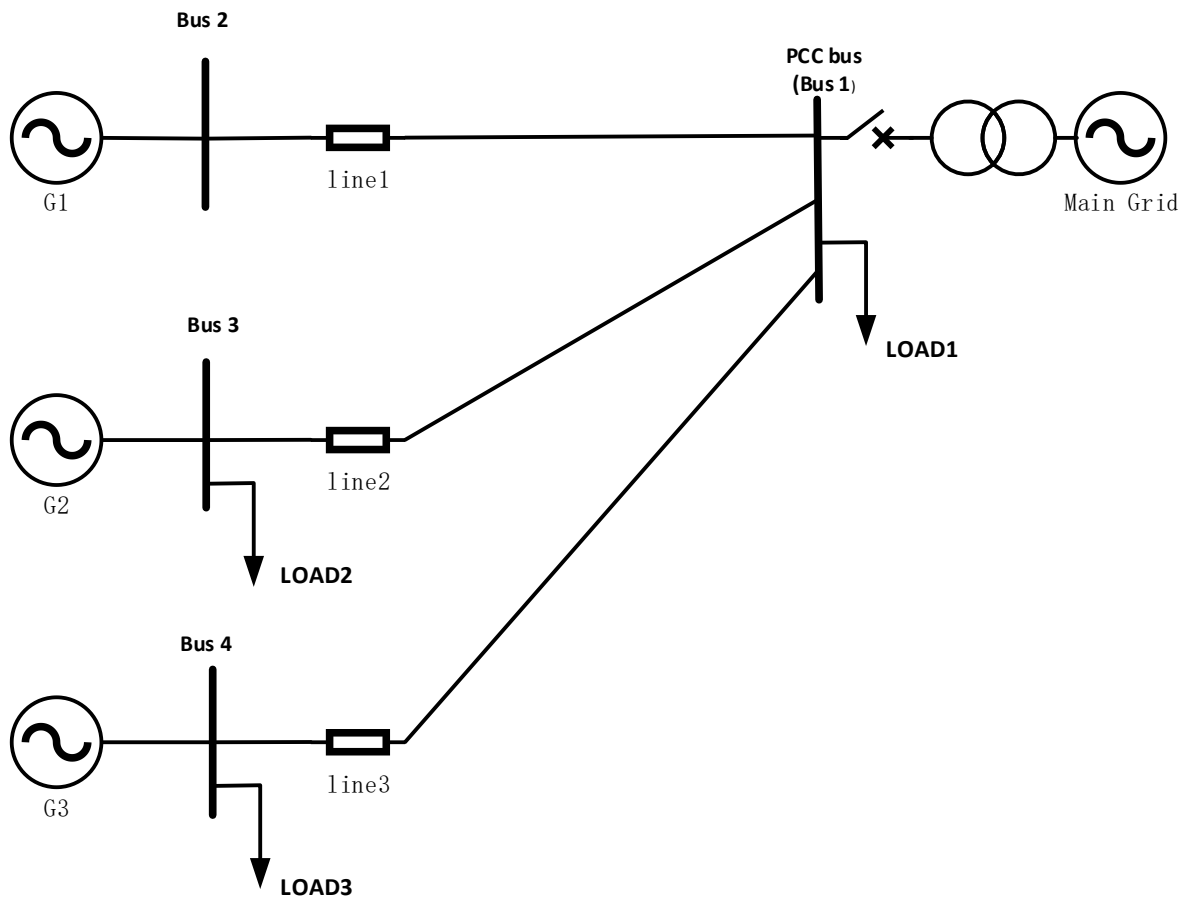 Bus 2
PCC bus
(Bus 1)
G1
line1
Main Grid
Bus 3
LOAD1
G2
line2
LOAD2
Bus 4
G3
line3
LOAD3